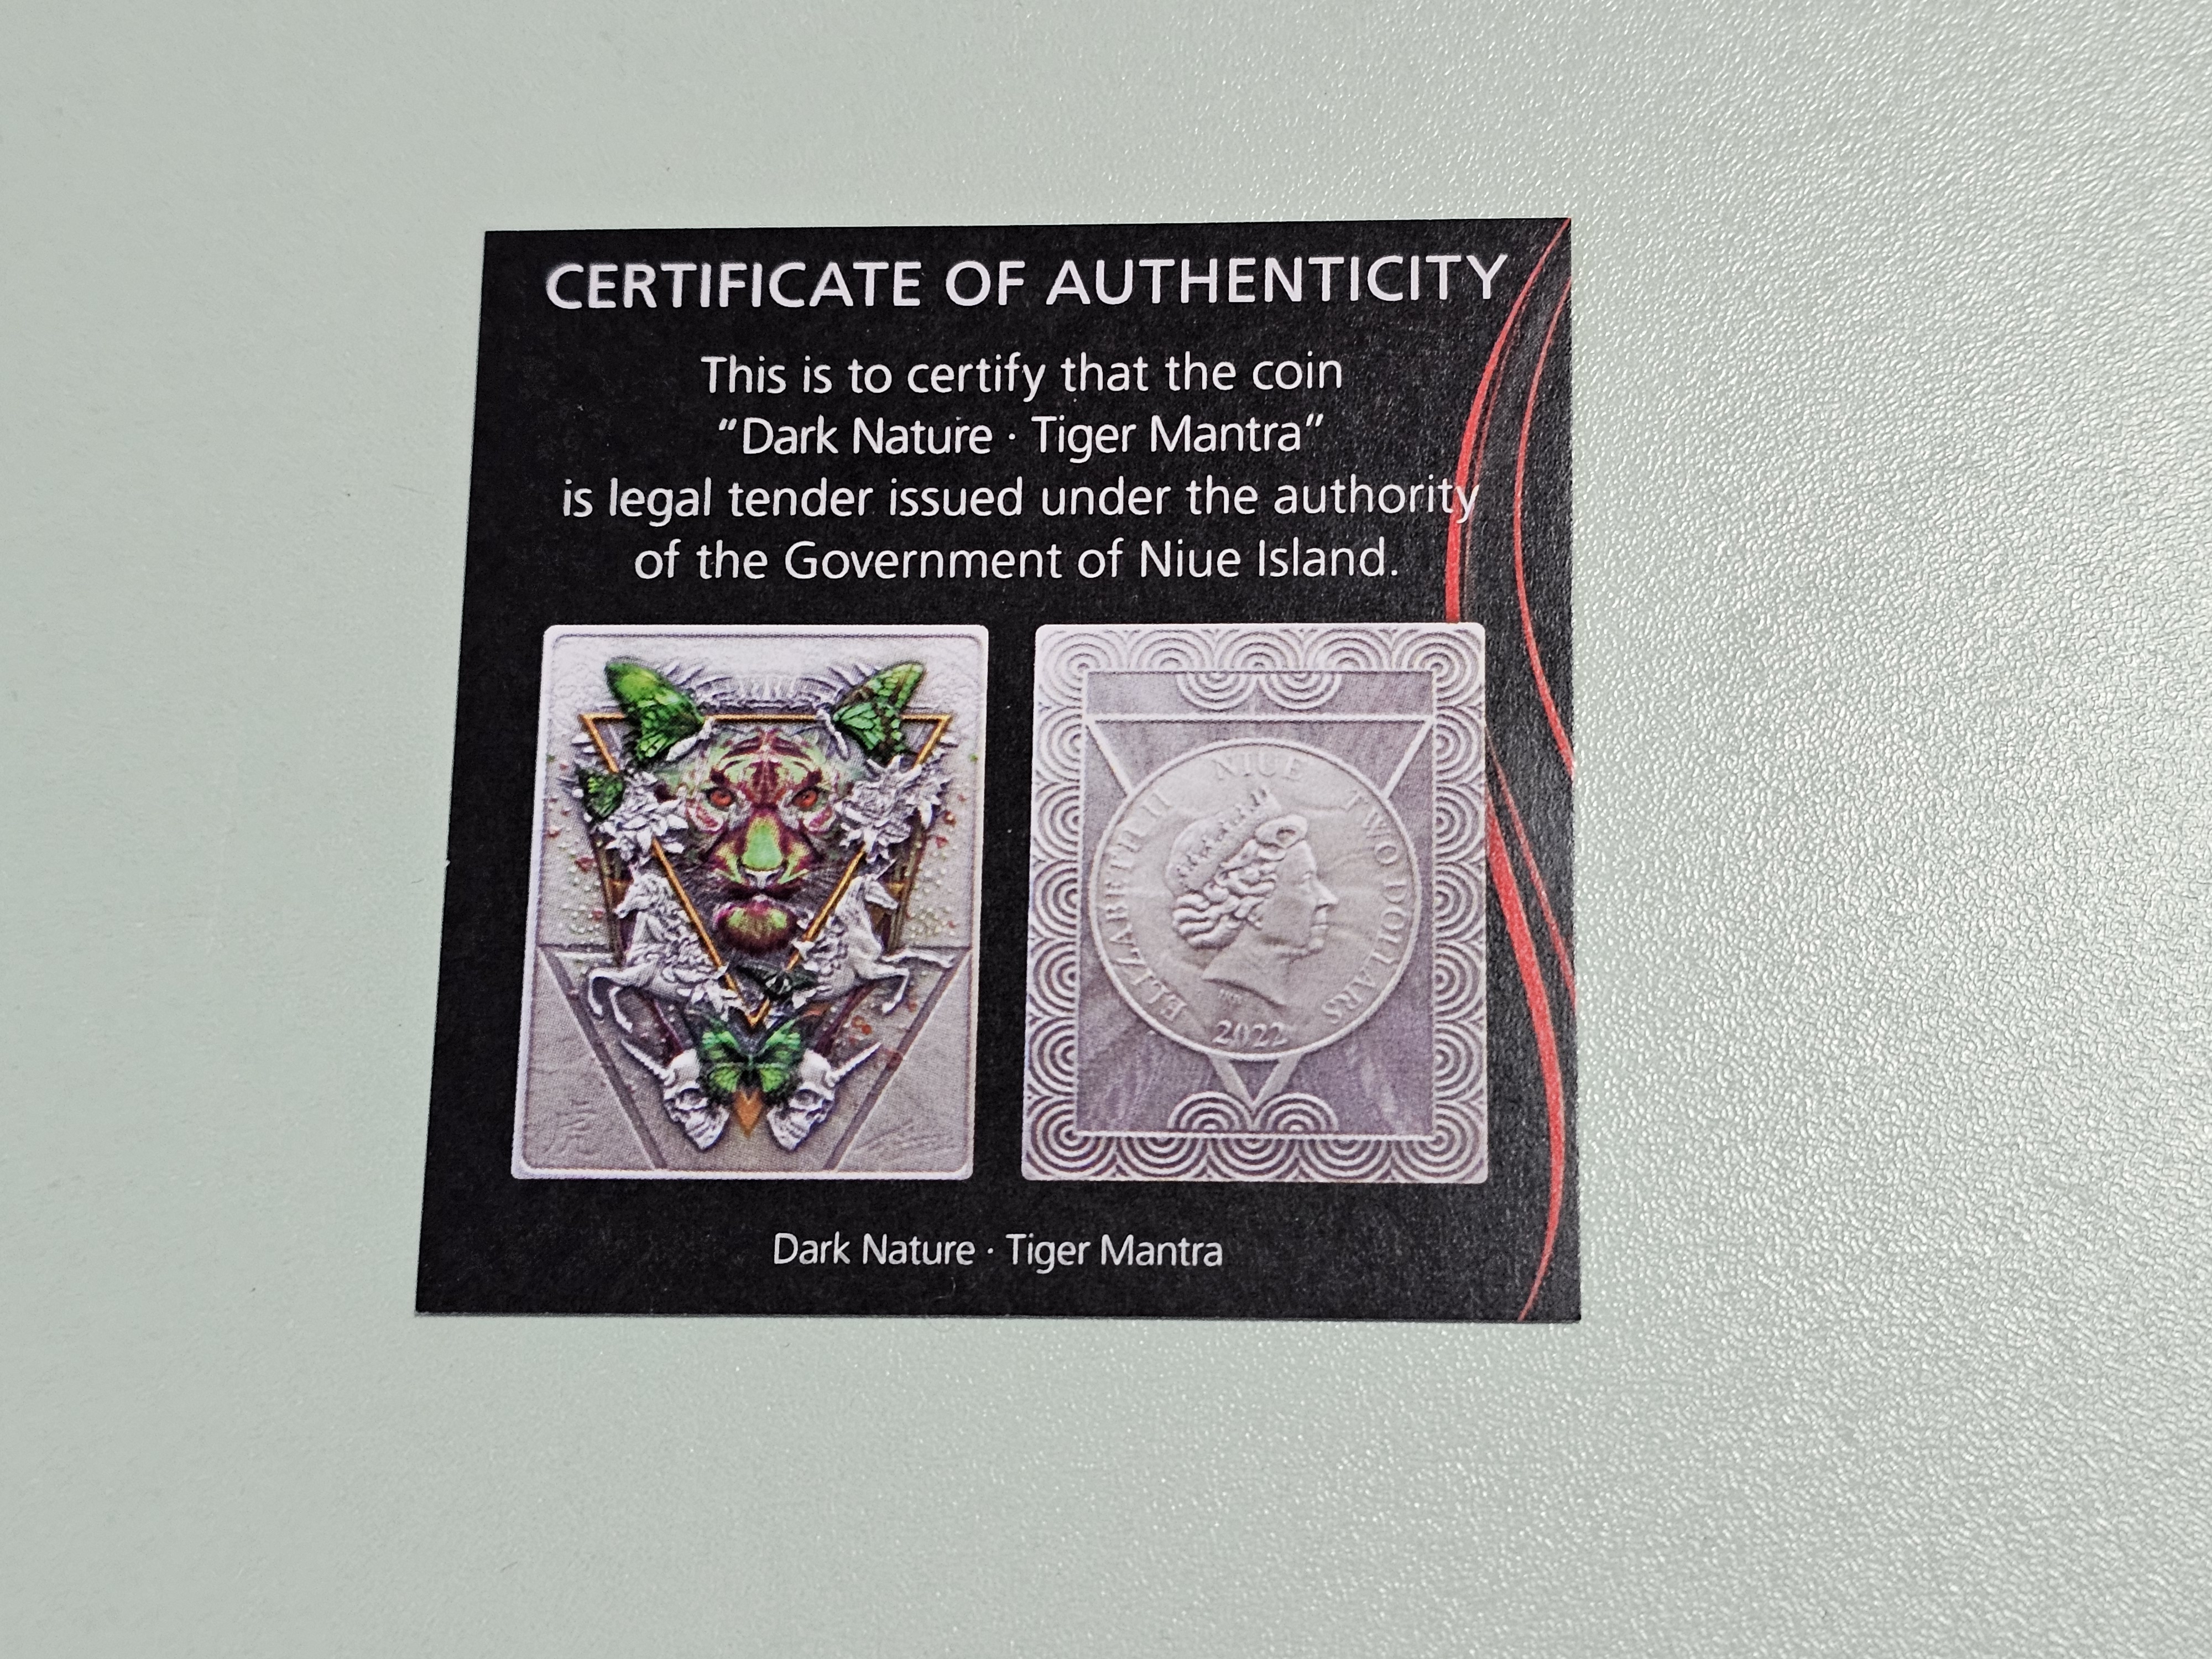 CERTIFICATE OF AUTHENTICITY
This is to certify that the coin
"Dark Nature · Tiger Mantra"
is legal tender issued under the authority
of the Government of Niue Island.
ELIZABETH II NIUE TWO DOLLARS
2022
Dark Nature · Tiger Mantra